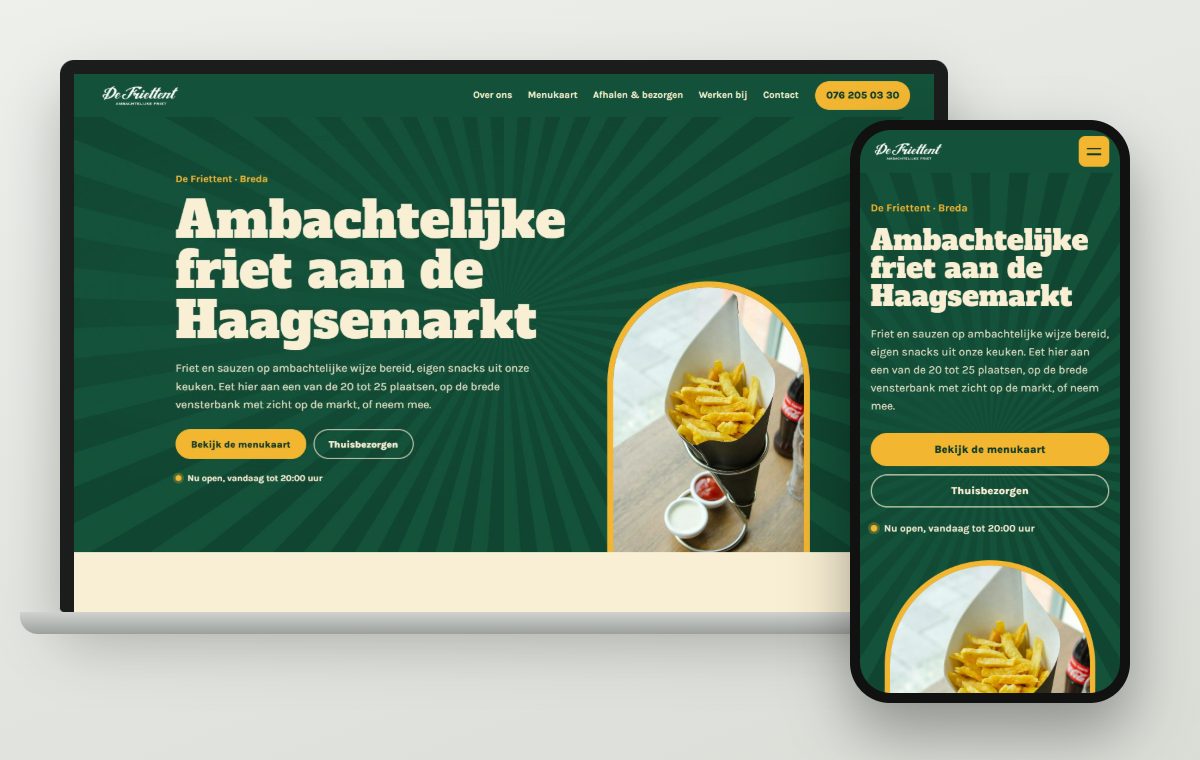 De Friettent
AMBACHTELIJKE FRIET
Over ons
Menukaart
Afhalen & bezorgen
Werken bij
Contact
076 205 03 30
De Friettent · Breda
Ambachtelijke
friet aan de
Haagsemarkt
Friet en sauzen op ambachtelijke wijze bereid, eigen snacks uit onze
keuken. Eet hier aan een van de 20 tot 25 plaatsen, op de brede
vensterbank met zicht op de markt, of neem mee.
Bekijk de menukaart
Thuisbezorgen
Nu open, vandaag tot 20:00 uur
De Friettent
AMBACHTELIJKE FRIET
De Friettent · Breda
Ambachtelijke
friet aan de
Haagsemarkt
Friet en sauzen op ambachtelijke wijze bereid,
eigen snacks uit onze keuken. Eet hier aan
een van de 20 tot 25 plaatsen, op de brede
vensterbank met zicht op de markt, of neem
mee.
Bekijk de menukaart
Thuisbezorgen
Nu open, vandaag tot 20:00 uur